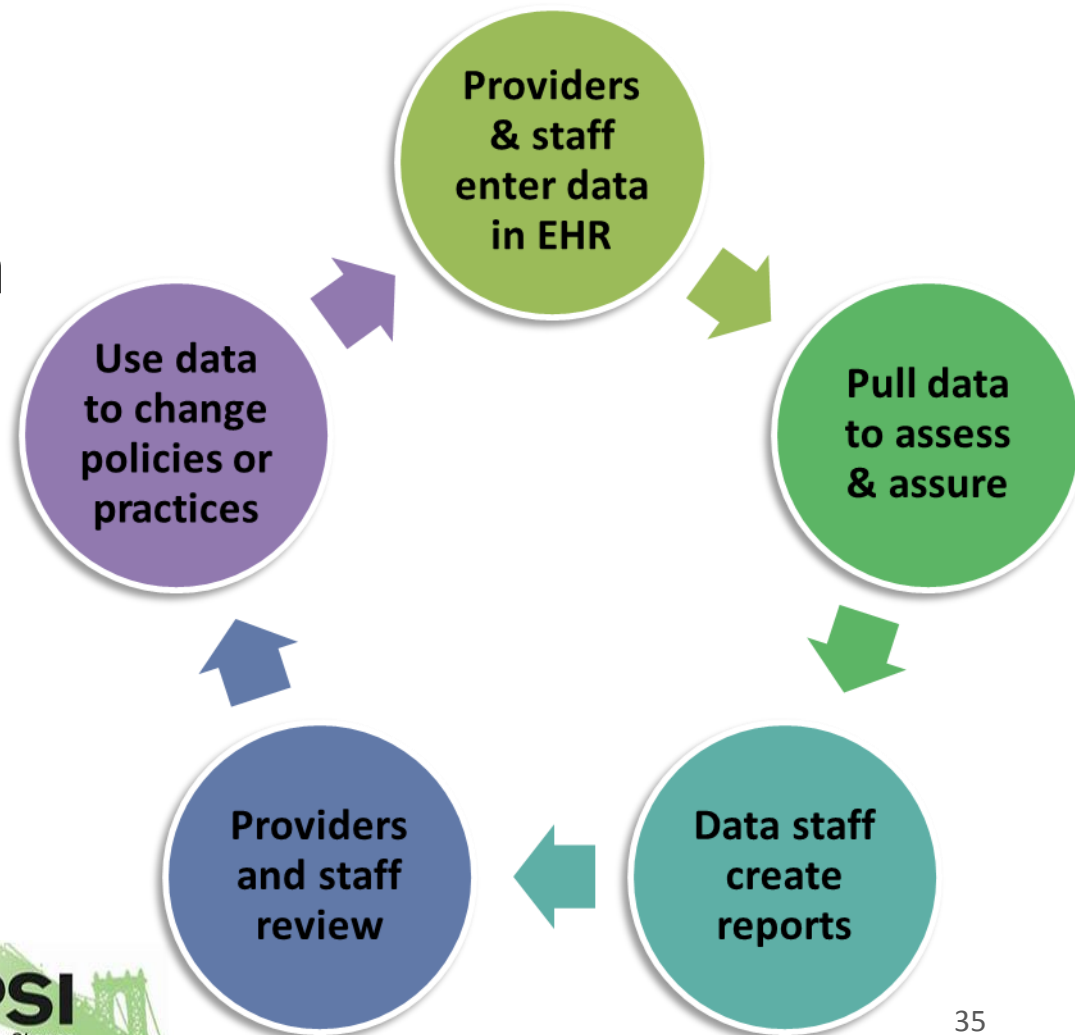 Providers
& staff
enter data
in EHR
Use data
to change
policies or
practices
Pull data
to assess
& assure
Providers
and staff
review
Data staff
create
reports
PSI
35